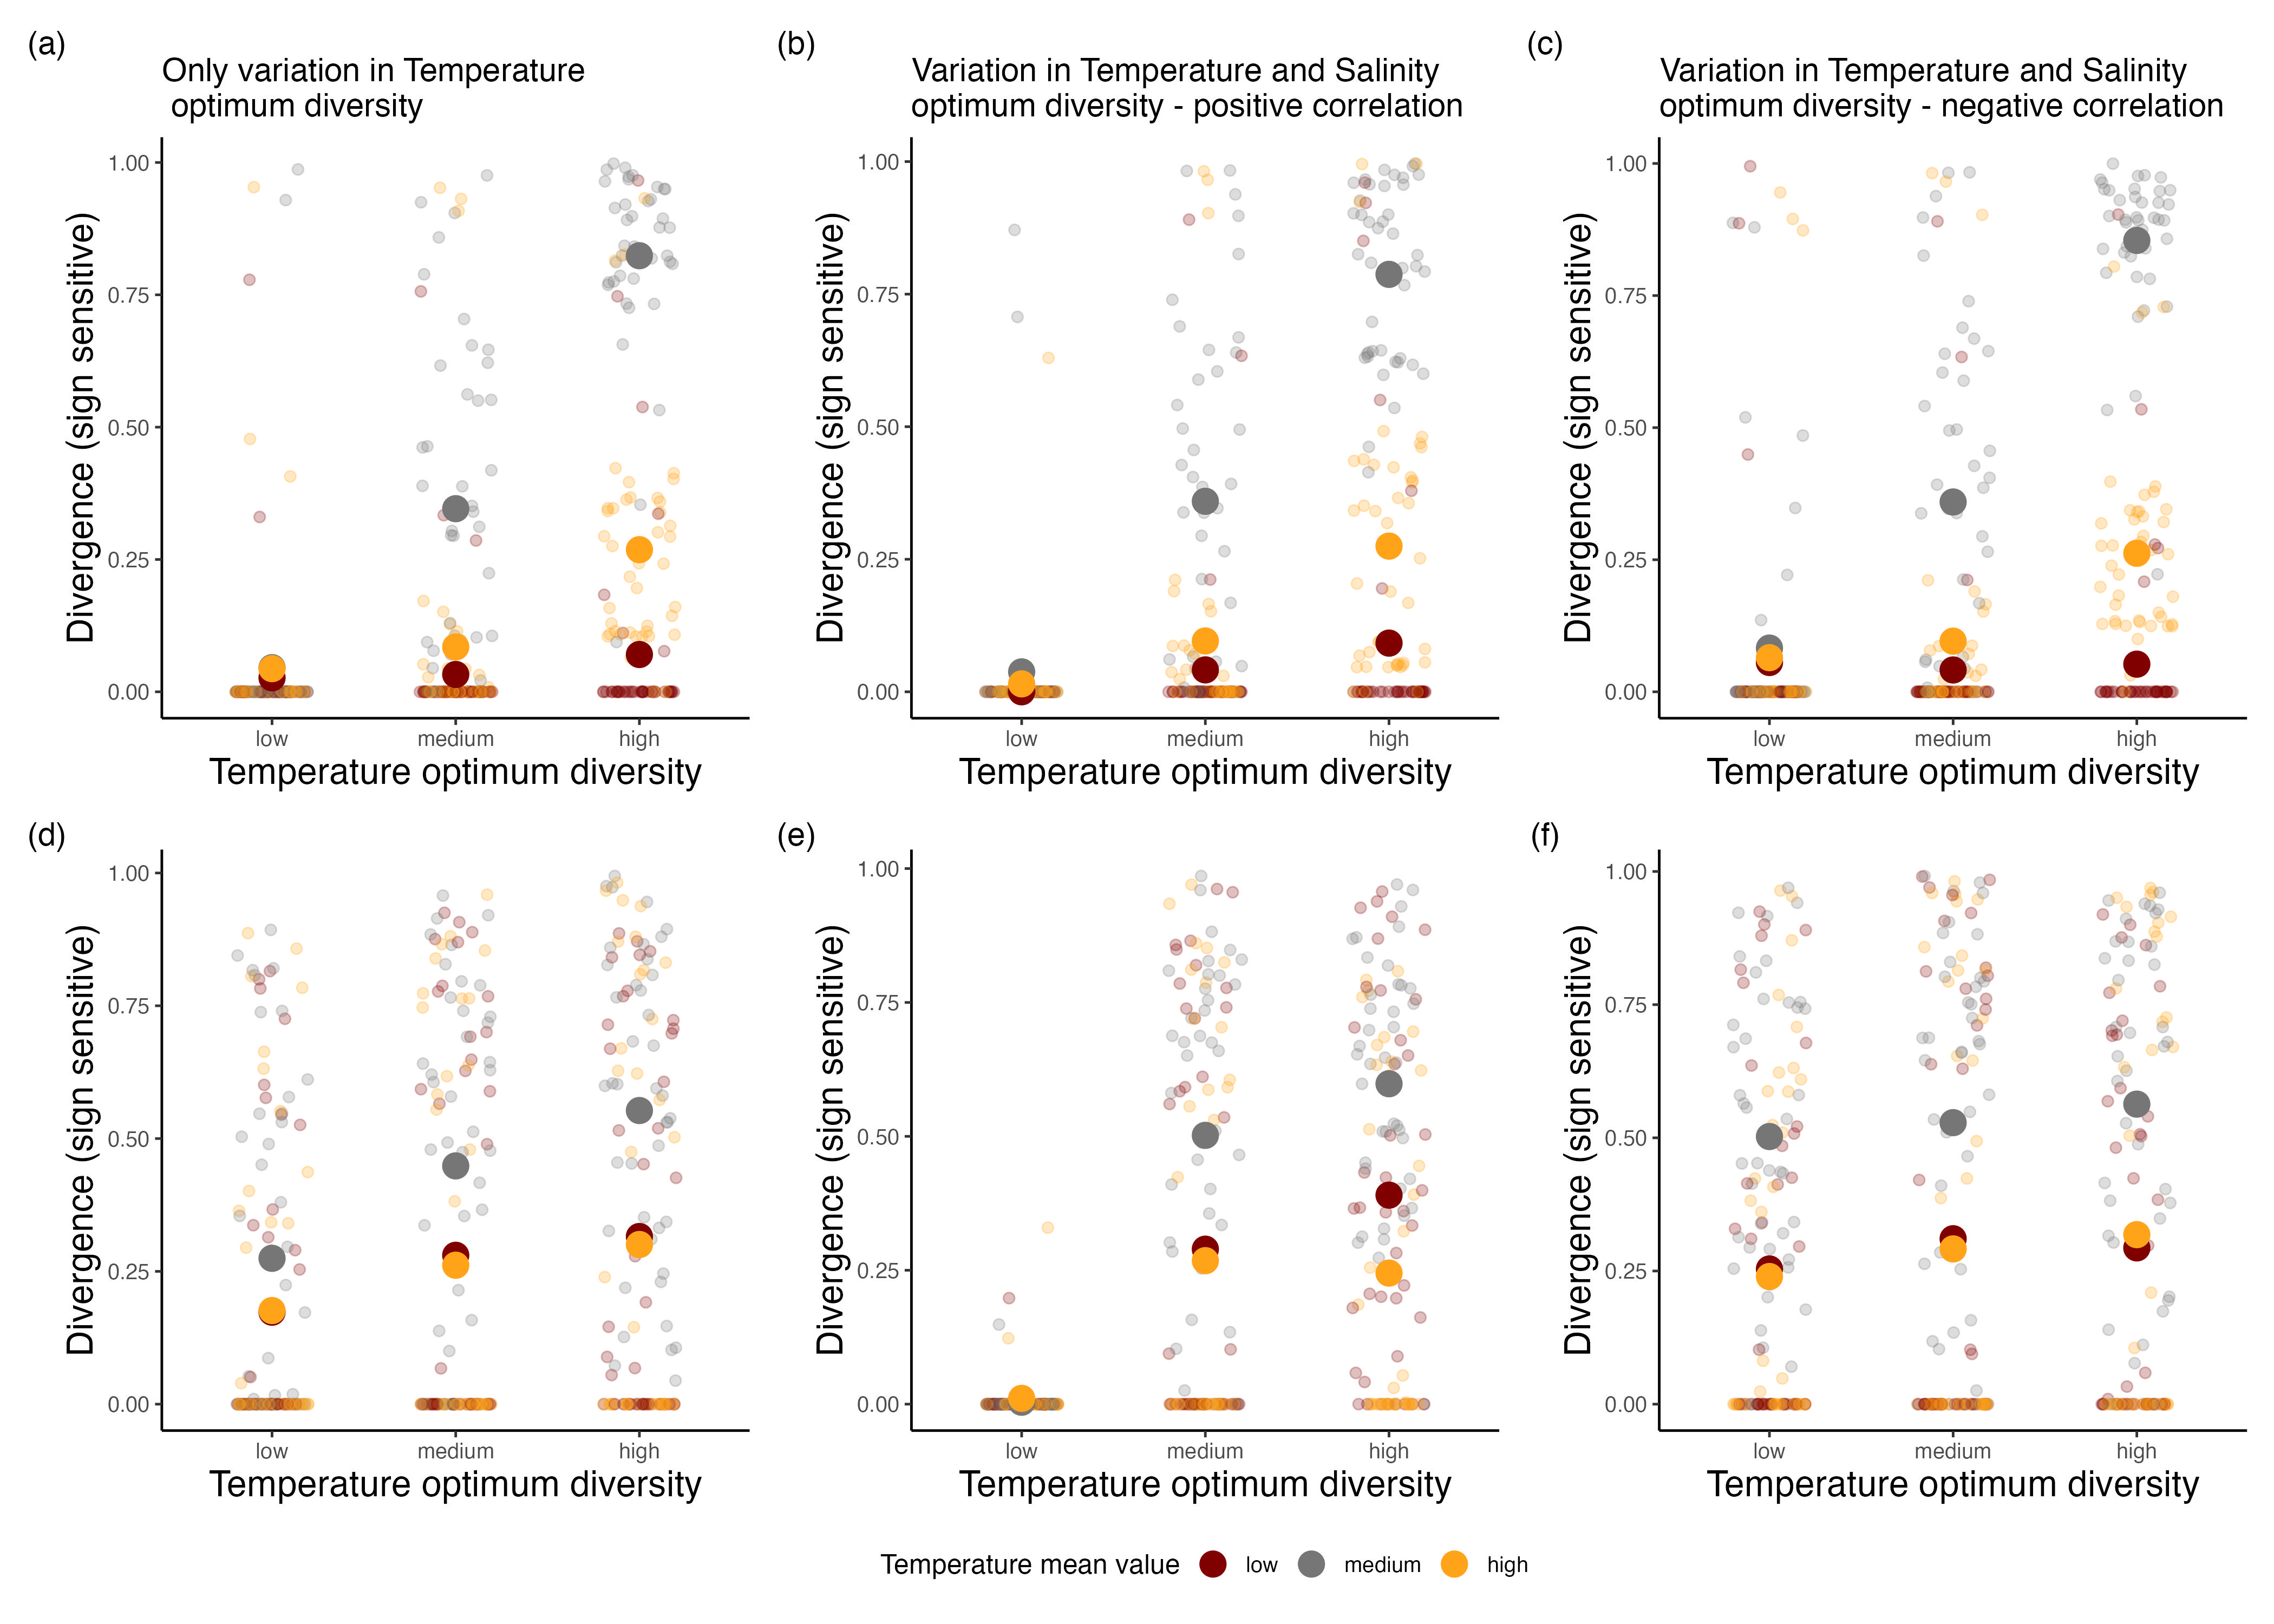 (a)
Only variation in Temperature
optimum diversity
Divergence (sign sensitive)
1.00
0.75
0.50
0.25
0.00
low medium high
Temperature optimum diversity
(b)
Variation in Temperature and Salinity
optimum diversity - positive correlation
Divergence (sign sensitive)
1.00
0.75
0.50
0.25
0.00
low medium high
Temperature optimum diversity
(c)
Variation in Temperature and Salinity
optimum diversity - negative correlation
Divergence (sign sensitive)
1.00
0.75
0.50
0.25
0.00
low medium high
Temperature optimum diversity
(d)
Divergence (sign sensitive)
1.00
0.75
0.50
0.25
0.00
low medium high
Temperature optimum diversity
(e)
Divergence (sign sensitive)
1.00
0.75
0.50
0.25
0.00
low medium high
Temperature optimum diversity
(f)
Divergence (sign sensitive)
1.00
0.75
0.50
0.25
0.00
low medium high
Temperature optimum diversity
Temperature mean value low medium high